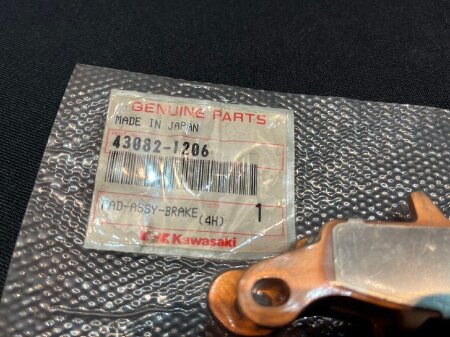 GENUINE PARTS
MADE IN JAPAN
43082-1206
PAD-ASSY-BRAKE(4H) 1
Kawasaki